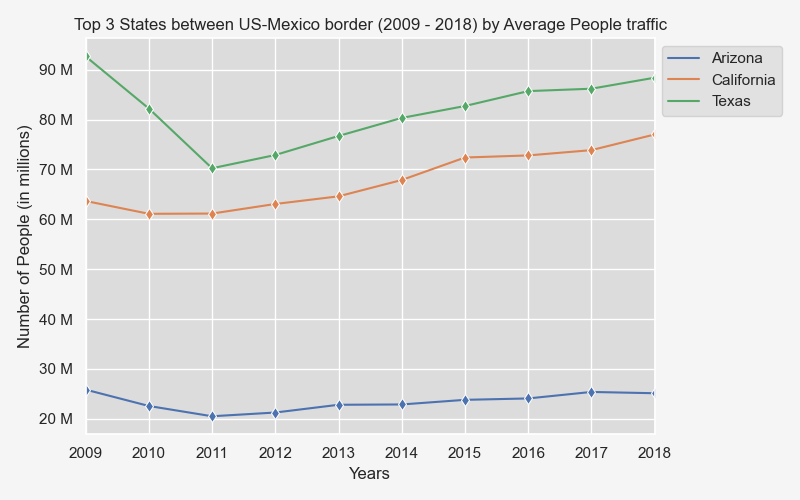 Top 3 States between US-Mexico border (2009 - 2018) by Average People traffic
Arizona
California
Texas
Number of People (in millions)
90 M
80 M
70 M
60 M
50 M
40 M
30 M
20 M
2009 2010 2011 2012 2013 2014 2015 2016 2017 2018
Years